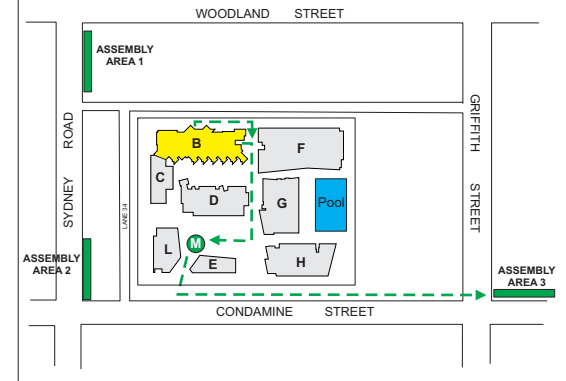 WOODLAND STREET
ASSEMBLY
AREA 1
SYDNEY ROAD
GRIFFITH STREET
B
F
C
D
G
Pool
LANE 34
L
M
E
H
ASSEMBLY
AREA 2
ASSEMBLY
AREA 3
CONDAMINE STREET